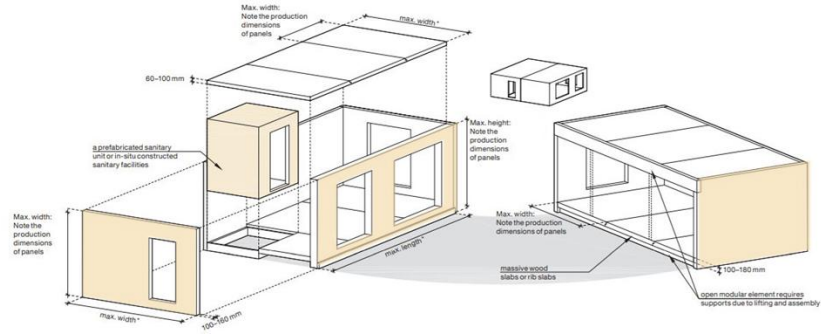 Max. width:
Note the production
dimensions
of panels
max. width*
60–100 mm
a prefabricated sanitary
unit or in-situ constructed
sanitary facilities
Max. height:
Note the
production
dimensions
of panels
Max. width:
Note the
production
dimensions
of panels
max. width*
100–160 mm
max. length*
Max. width:
Note the
production
dimensions
of panels
massive wood
slabs or rib slabs
100–180 mm
open modular element requires
supports due to lifting and assembly